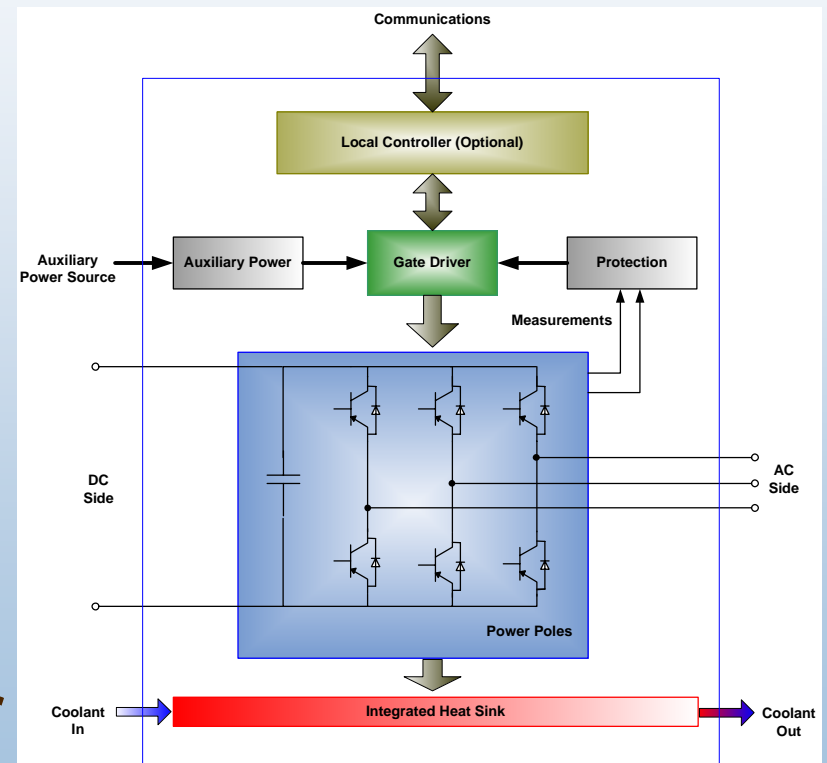 Communications
Local Controller (Optional)
Auxiliary
Power Source
Auxiliary Power
Gate Driver
Protection
Measurements
DC
Side
AC
Side
Power Poles
Coolant
In
Integrated Heat Sink
Coolant
Out